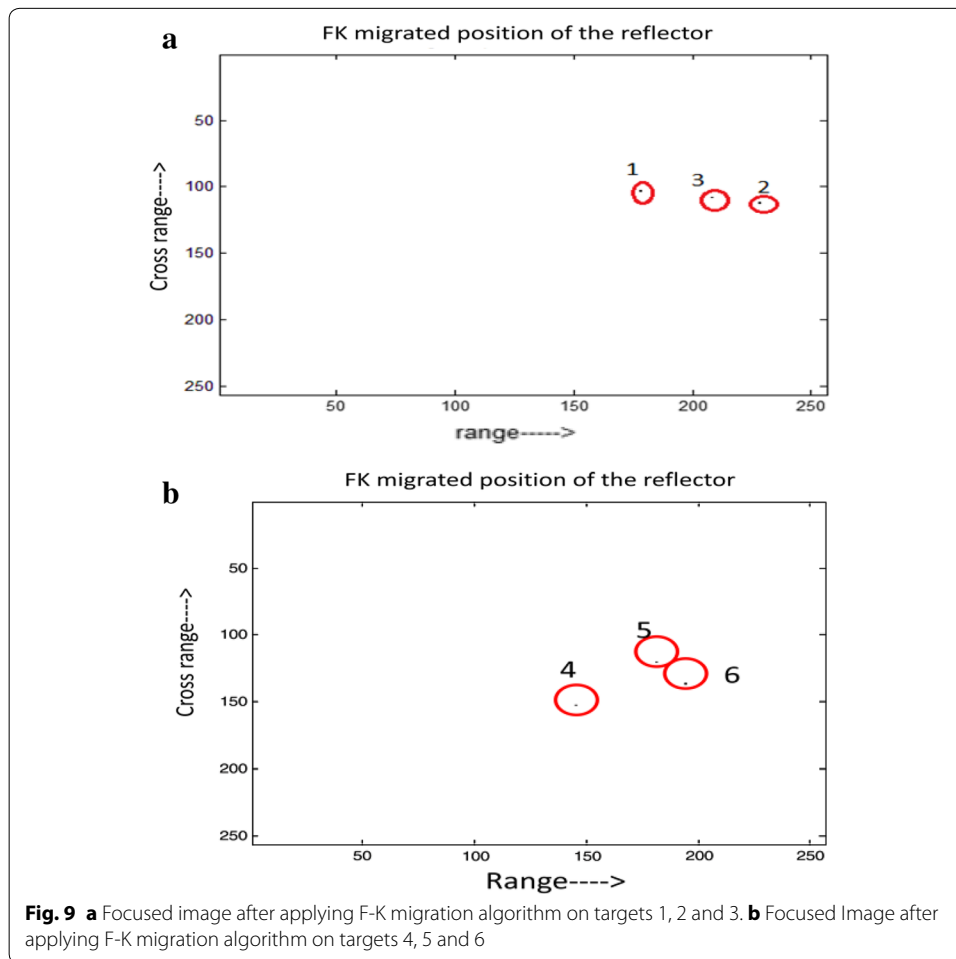 a
FK migrated position of the reflector
50
100
150
200
250
Cross range---->
1
3
2
50
100
150
200
250
range----->
b
FK migrated position of the reflector
50
100
150
200
250
Cross range---->
5
4
6
50
100
150
200
250
Range---->
Fig. 9 a Focused image after applying F-K migration algorithm on targets 1, 2 and 3. b Focused Image after
applying F-K migration algorithm on targets 4, 5 and 6